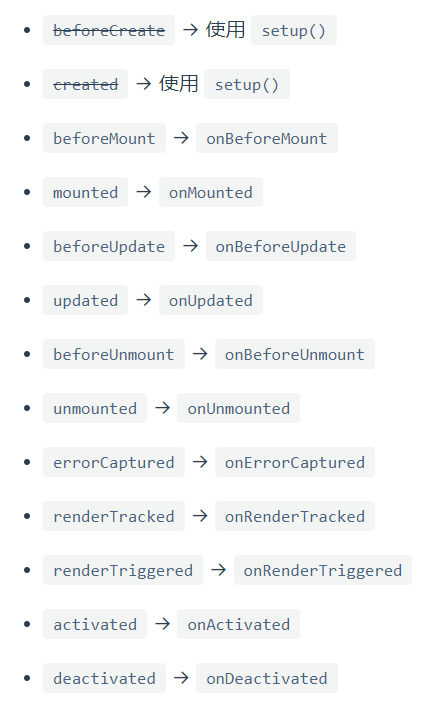 • beforeCreate → 使用 setup()
• created → 使用 setup()
• beforeMount → onBeforeMount
• mounted → onMounted
• beforeUpdate → onBeforeUpdate
• updated → onUpdated
• beforeUnmount → onBeforeUnmount
• unmounted → onUnmounted
• errorCaptured → onErrorCaptured
• renderTracked → onRenderTracked
• renderTriggered → onRenderTriggered
• activated → onActivated
• deactivated → onDeactivated